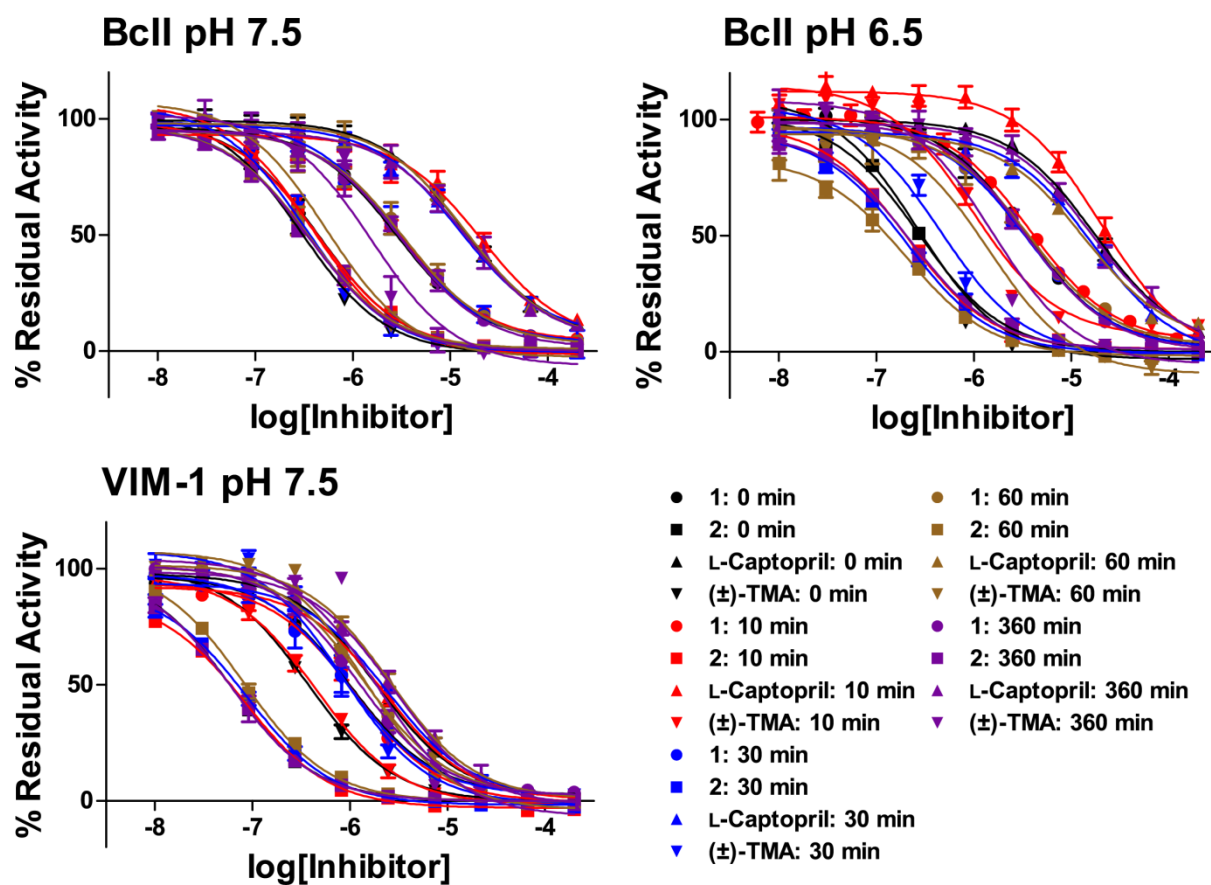 BcII pH 7.5
% Residual Activity
100
50
0
-8 -7 -6 -5 -4
log[Inhibitor]
BcII pH 6.5
% Residual Activity
100
50
0
-8 -7 -6 -5 -4
log[Inhibitor]
VIM-1 pH 7.5
% Residual Activity
100
50
0
-8 -7 -6 -5 -4
log[Inhibitor]
1: 0 min
2: 0 min
L-Captopril: 0 min
(±)-TMA: 0 min
1: 10 min
2: 10 min
L-Captopril: 10 min
(±)-TMA: 10 min
1: 30 min
2: 30 min
L-Captopril: 30 min
(±)-TMA: 30 min
1: 60 min
2: 60 min
L-Captopril: 60 min
(±)-TMA: 60 min
1: 360 min
2: 360 min
L-Captopril: 360 min
(±)-TMA: 360 min